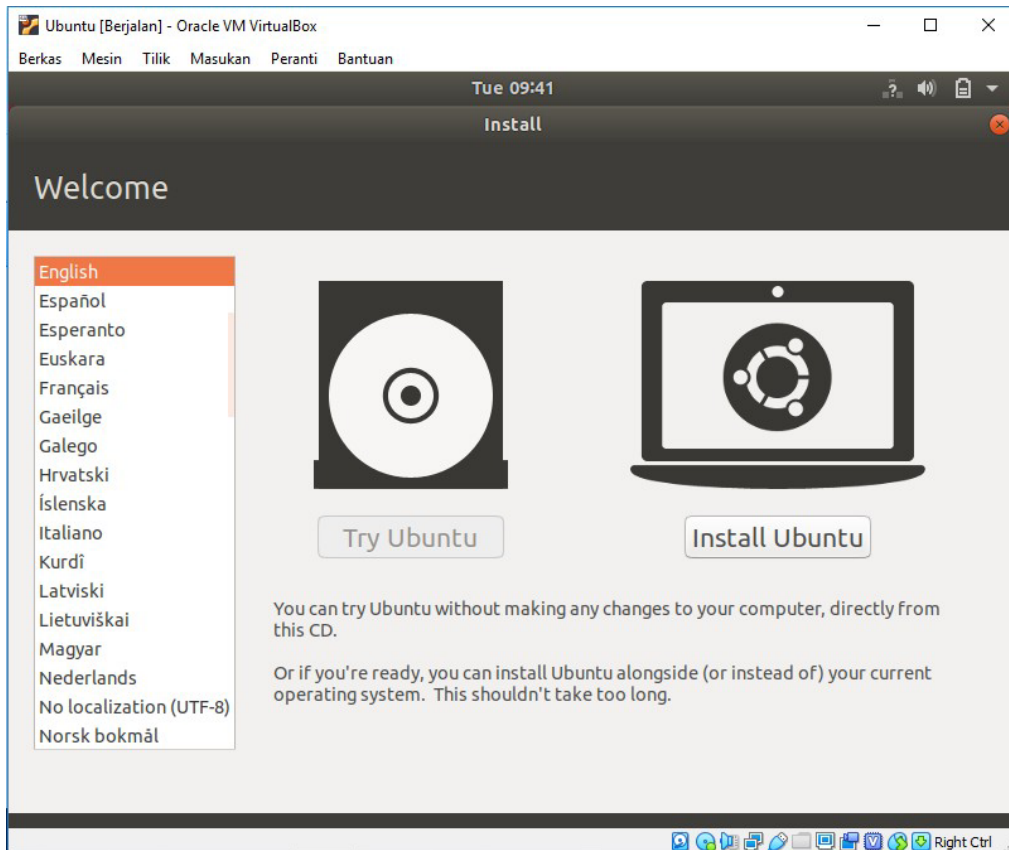 Ubuntu [Berjalan] - Oracle VM VirtualBox
Berkas Mesin Tilik Masukan Peranti Bantuan
Tue 09:41
Install
Welcome
English
Español
Esperanto
Euskara
Français
Gaeilge
Galego
Hrvatski
Íslenska
Italiano
Kurdî
Latviski
Lietuviškai
Magyar
Nederlands
No localization (UTF-8)
Norsk bokmål
Try Ubuntu
Install Ubuntu
You can try Ubuntu without making any changes to your computer, directly from
this CD.
Or if you're ready, you can install Ubuntu alongside (or instead of) your current
operating system. This shouldn't take too long.
Right Ctrl